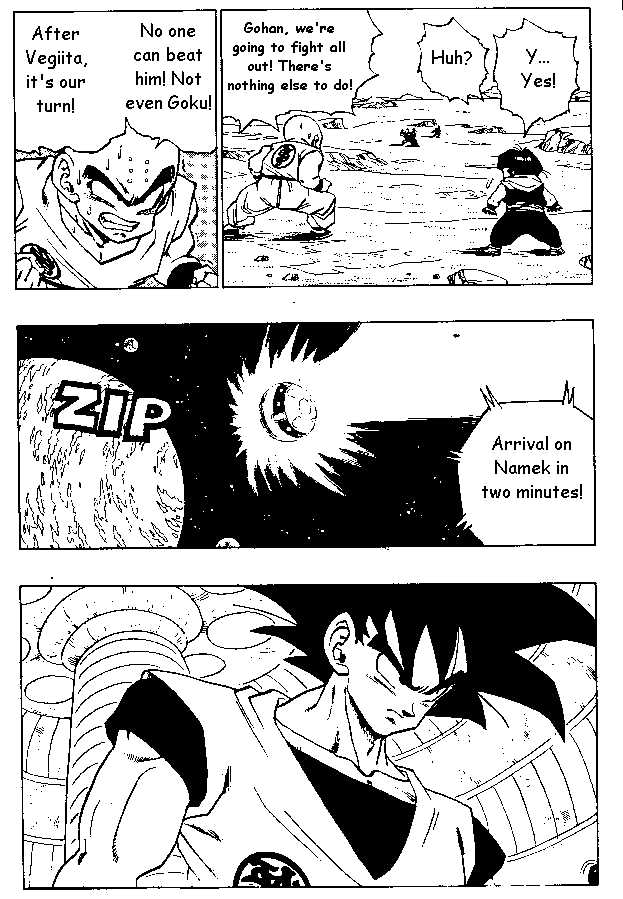 After
Vegiita,
it's our
turn!
No one
can beat
him! Not
even Goku!
Gohan, we're
going to fight all
out! There's
nothing else to do!
Huh?
Y...
Yes!
ZIP
Arrival on
Namek in
two minutes!